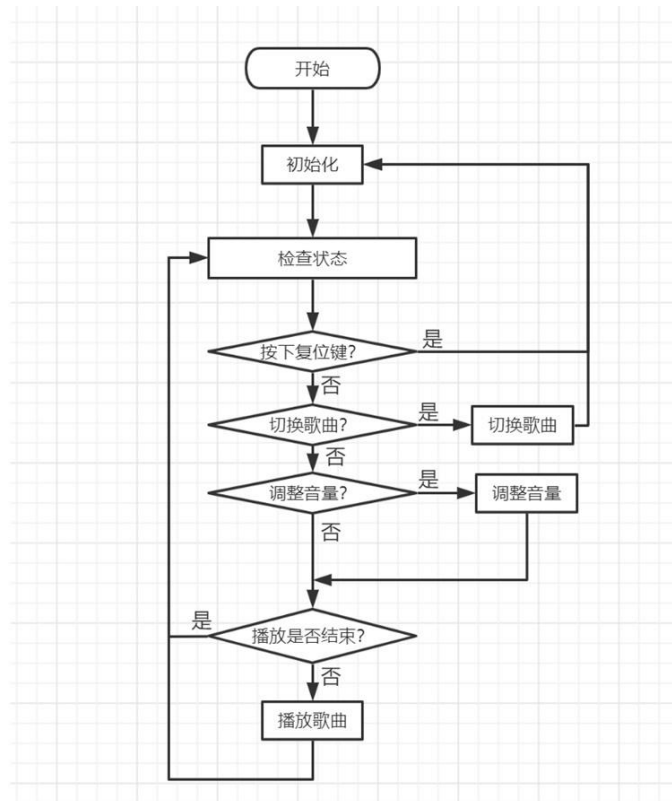 开始
初始化
检查状态
按下复位键?
是
否
切换歌曲?
是
切换歌曲
否
调整音量?
是
调整音量
否
播放是否结束?
是
否
播放歌曲